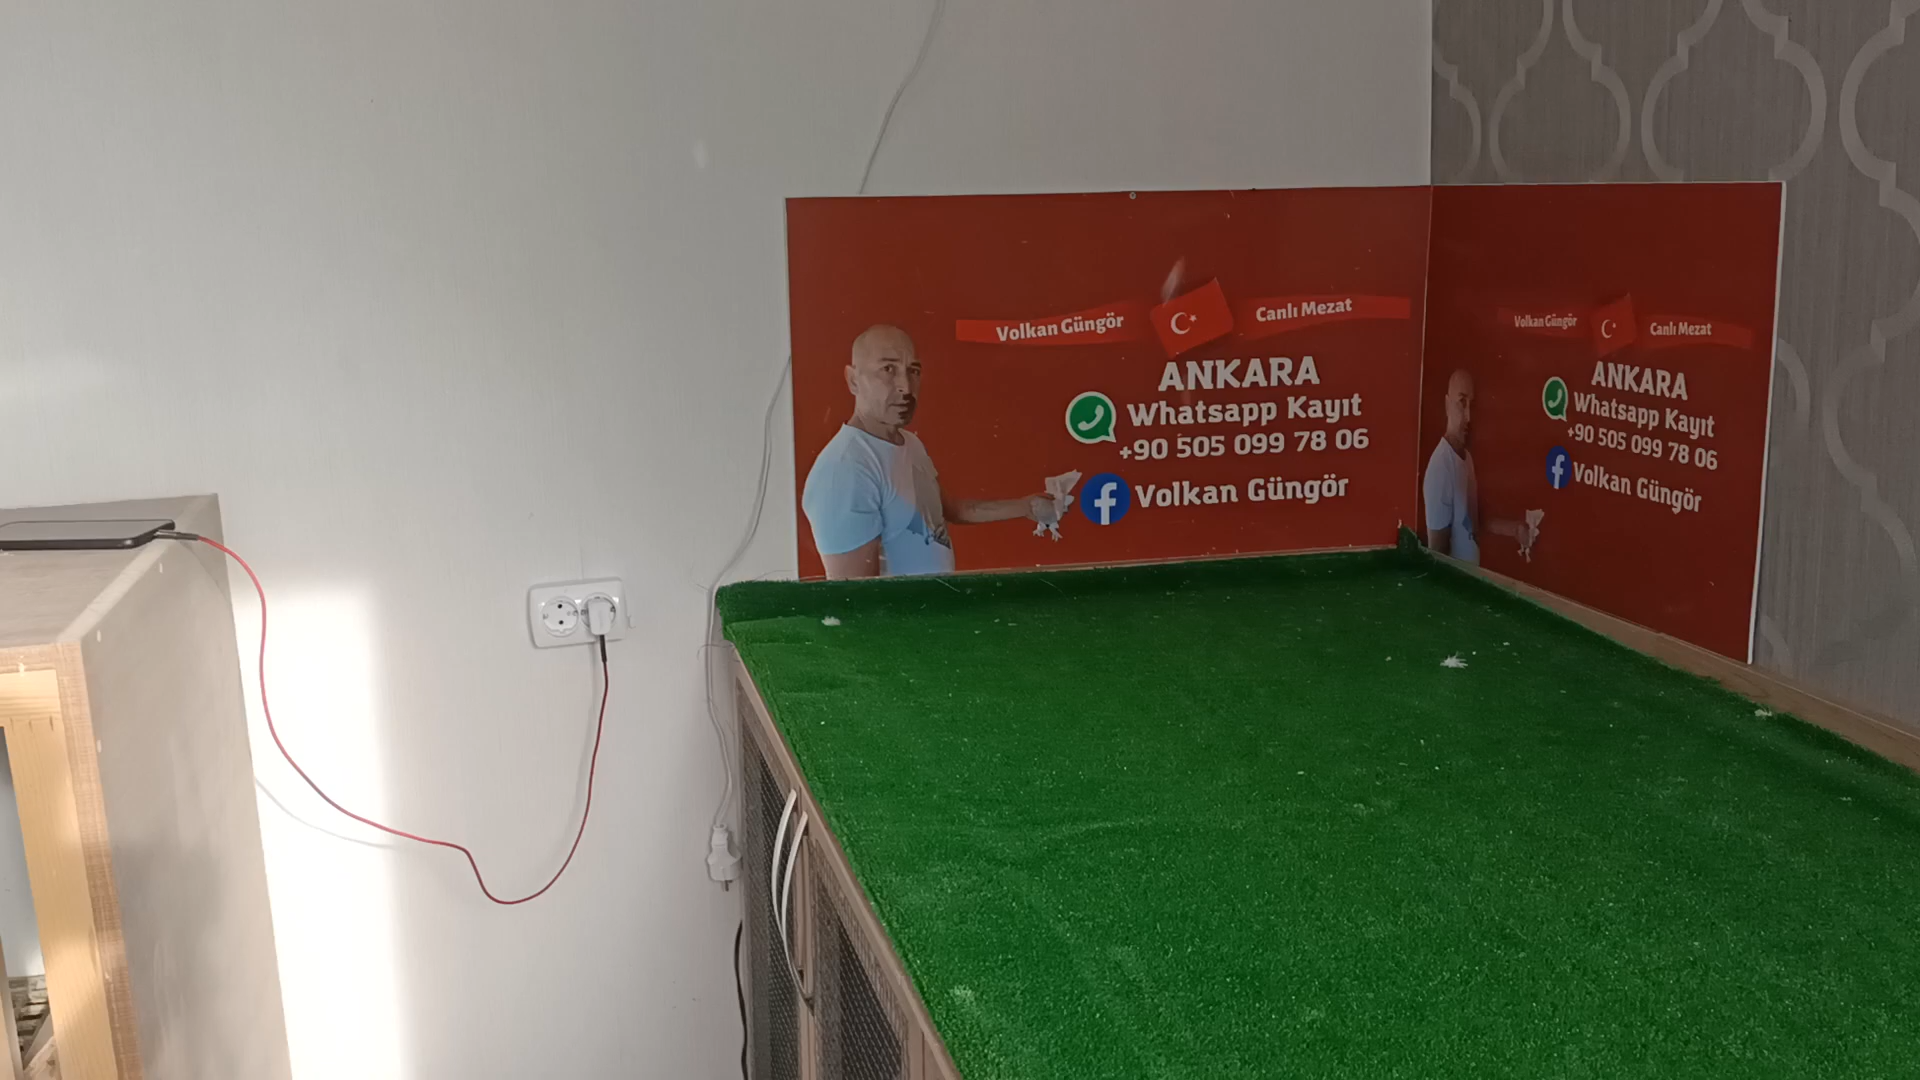 Volkan Güngör
Canlı Mezat
ANKARA
Whatsapp Kayıt
+90 505 099 78 06
Volkan Güngör
Volkan Güngör
Canlı Mezat
ANKARA
Whatsapp Kayıt
+90 505 099 78 06
Volkan Güngör